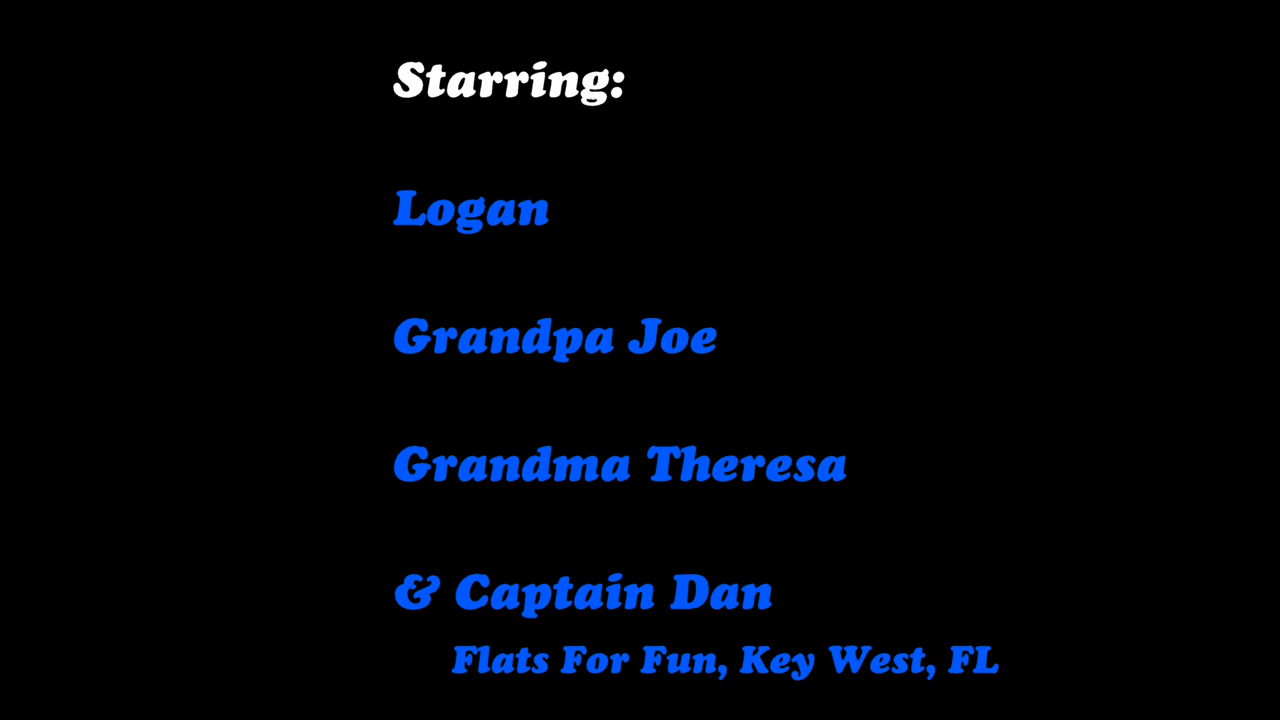 Starring:
Logan
Grandpa Joe
Grandma Theresa
& Captain Dan
Flats For Fun, Key West, FL